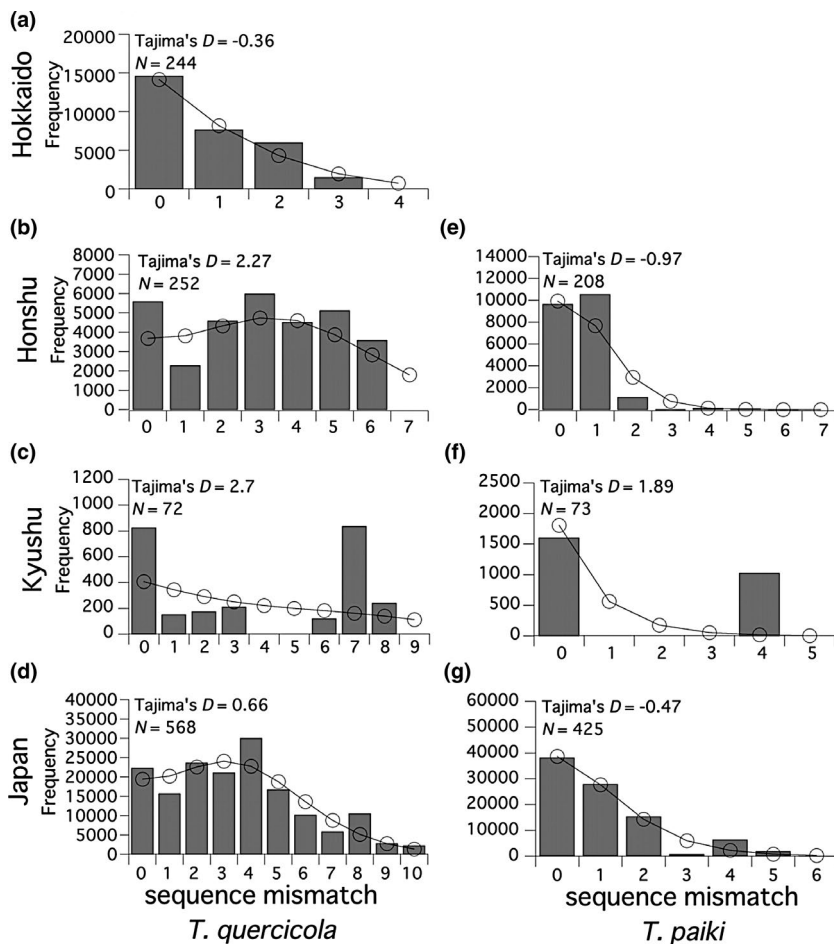 (a)
Hokkaido
Frequency
20000
15000
10000
5000
0
Tajima's D = -0.36
N = 244
0 1 2 3 4
(b)
Honshu
Frequency
8000
7000
6000
5000
4000
3000
2000
1000
0
Tajima's D = 2.27
N = 252
0 1 2 3 4 5 6 7
(e)
14000
12000
10000
8000
6000
4000
2000
0
Tajima's D = -0.97
N = 208
0 1 2 3 4 5 6 7
(c)
Kyushu
Frequency
1200
1000
800
600
400
200
0
Tajima's D = 2.7
N = 72
0 1 2 3 4 5 6 7 8 9
(f)
2500
2000
1500
1000
500
0
Tajima's D = 1.89
N = 73
0 1 2 3 4 5
(d)
Japan
Frequency
40000
35000
30000
25000
20000
15000
10000
5000
0
Tajima's D = 0.66
N = 568
0 1 2 3 4 5 6 7 8 9 10
sequence mismatch
T. quercicola
(g)
60000
50000
40000
30000
20000
10000
0
Tajima's D = -0.47
N = 425
0 1 2 3 4 5 6
sequence mismatch
T. paiki